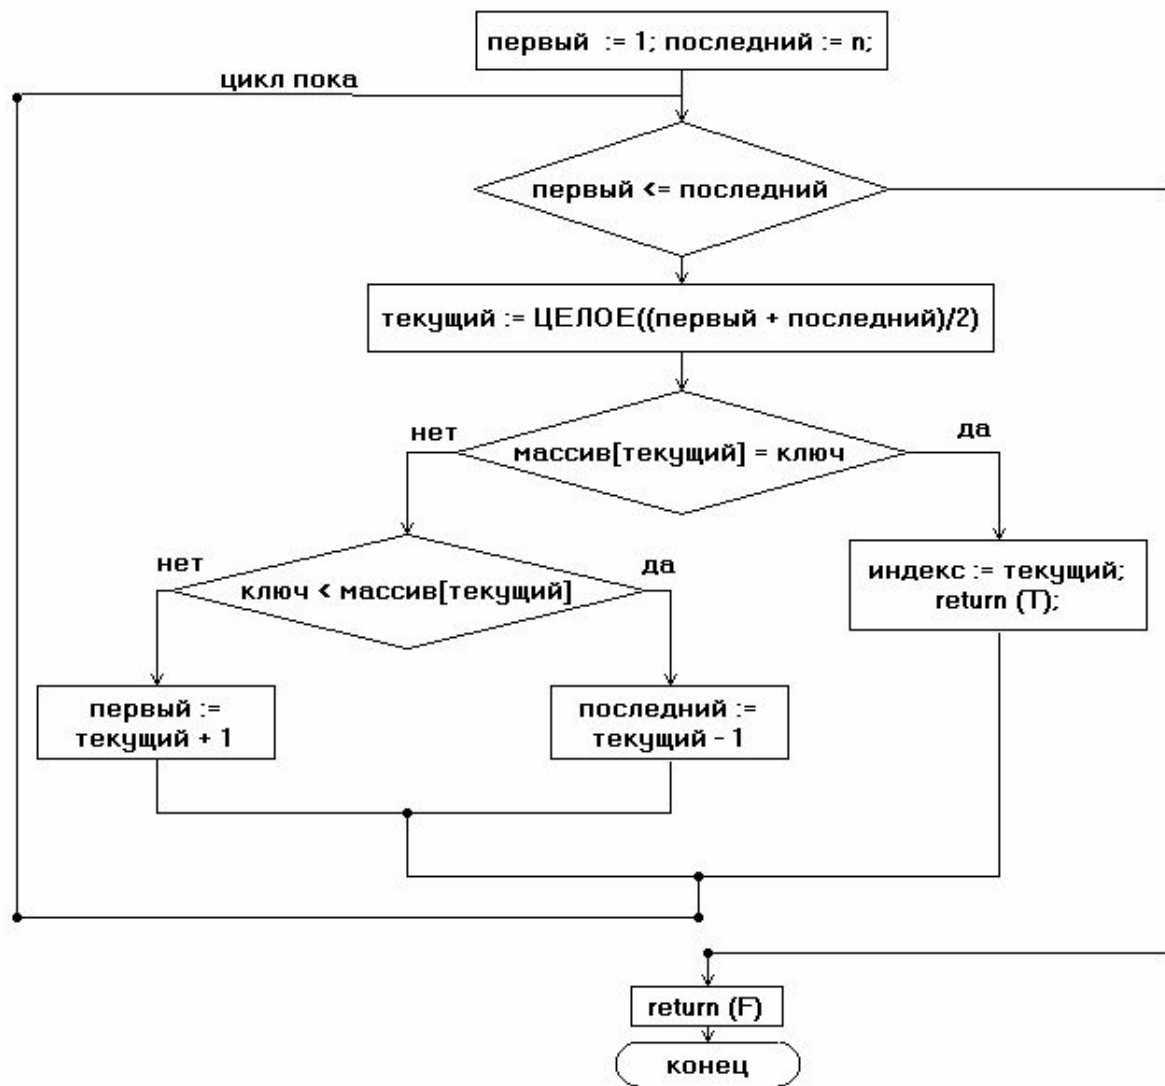 первый := 1; последний := n;
цикл пока
первый <= последний
текущий := ЦЕЛОЕ((первый + последний)/2)
нет
да
массив[текущий] = ключ
нет
да
ключ < массив[текущий]
индекс := текущий;
return (T);
первый :=
текущий + 1
последний :=
текущий - 1
return (F)
конец